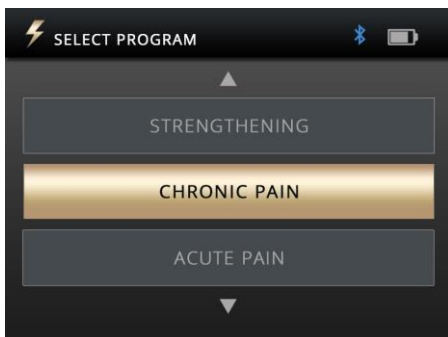 SELECT PROGRAM
STRENGTHENING
CHRONIC PAIN
ACUTE PAIN